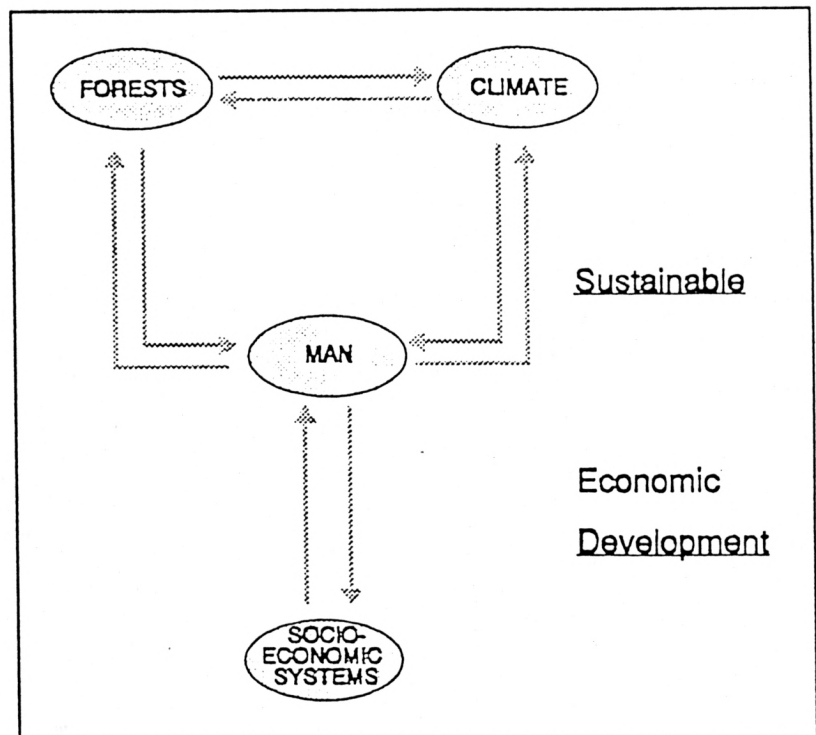 FORESTS
CLIMATE
Sustainable
MAN
Economic
Development
SOCIO-
ECONOMIC
SYSTEMS